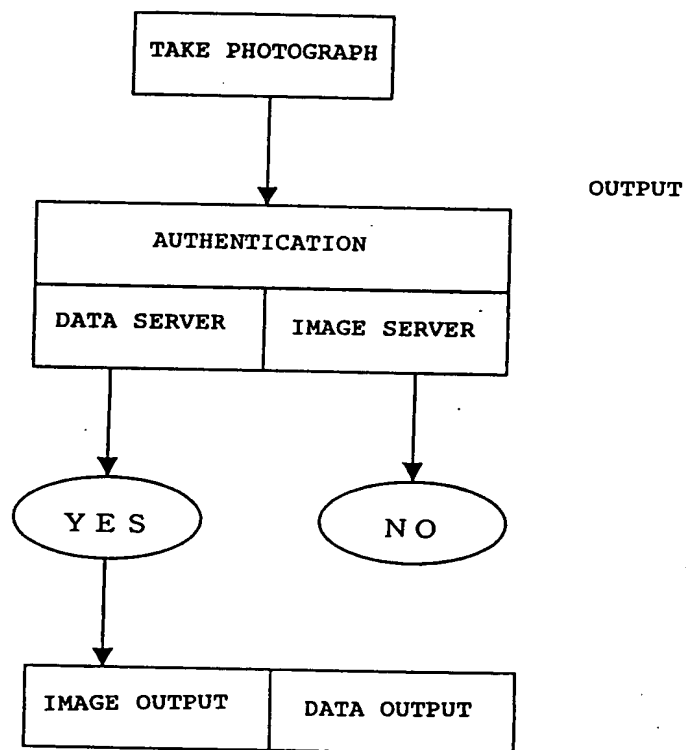 TAKE PHOTOGRAPH
OUTPUT
AUTHENTICATION
DATA SERVER
IMAGE SERVER
YES
NO
IMAGE OUTPUT
DATA OUTPUT